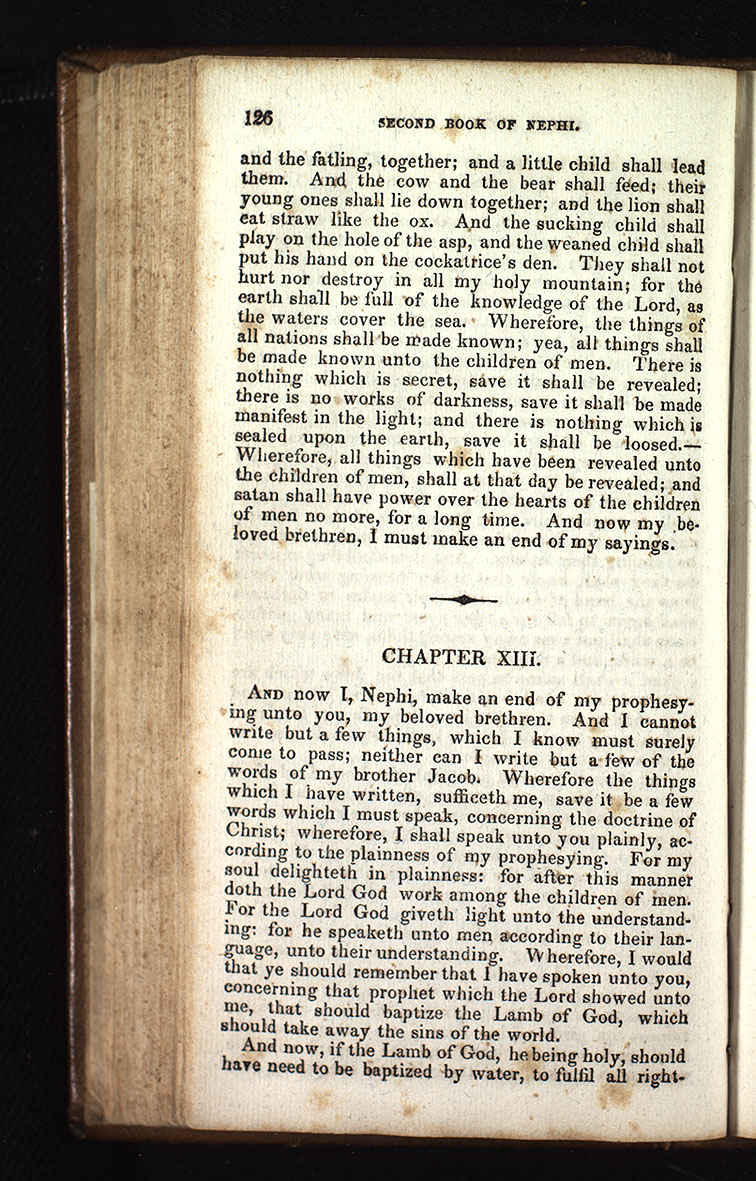 126
SECOND BOOK OF NEPHI.
and the fatling, together; and a little child shall lead
them. And the cow and the bear shall feed; their
young ones shall lie down together; and the lion shall
eat straw like the ox. And the sucking child shall
play on the hole of the asp, and the weaned child shall
put his hand on the cockatrice's den. They shall not
hurt nor destroy in all my holy mountain; for the
earth shall be full of the knowledge of the Lord, as
the waters cover the sea. Wherefore, the things of
all nations shall be made known; yea, all things shall
be made known unto the children of men. There is
nothing which is secret, save it shall be revealed;
there is no works of darkness, save it shall be made
manifest in the light; and there is nothing which is
sealed upon the earth, save it shall be loosed.—
Wherefore, all things which have been revealed unto
the children of men, shall at that day be revealed; and
satan shall have power over the hearts of the children
of men no more, for a long time. And now my be-
loved brethren, I must make an end of my sayings.
CHAPTER XIII.
AND now I, Nephi, make an end of my prophesy-
ing unto you, my beloved brethren. And I cannot
write but a few things, which I know must surely
come to pass; neither can I write but a few of the
words of my brother Jacob. Wherefore the things
which I have written, sufficeth me, save it be a few
words which I must speak, concerning the doctrine of
Christ; wherefore, I shall speak unto you plainly, ac-
cording to the plainness of my prophesying. For my
soul delighteth in plainness: for after this manner
doth the Lord God work among the children of men.
For the Lord God giveth light unto the understand-
ing: for he speaketh unto men according to their lan-
guage, unto their understanding. Wherefore, I would
that ye should remember that I have spoken unto you,
concerning that prophet which the Lord showed unto
me, that should baptize the Lamb of God, which
should take away the sins of the world.
And now, if the Lamb of God, he being holy, should
have need to be baptized by water, to fulfil all right-